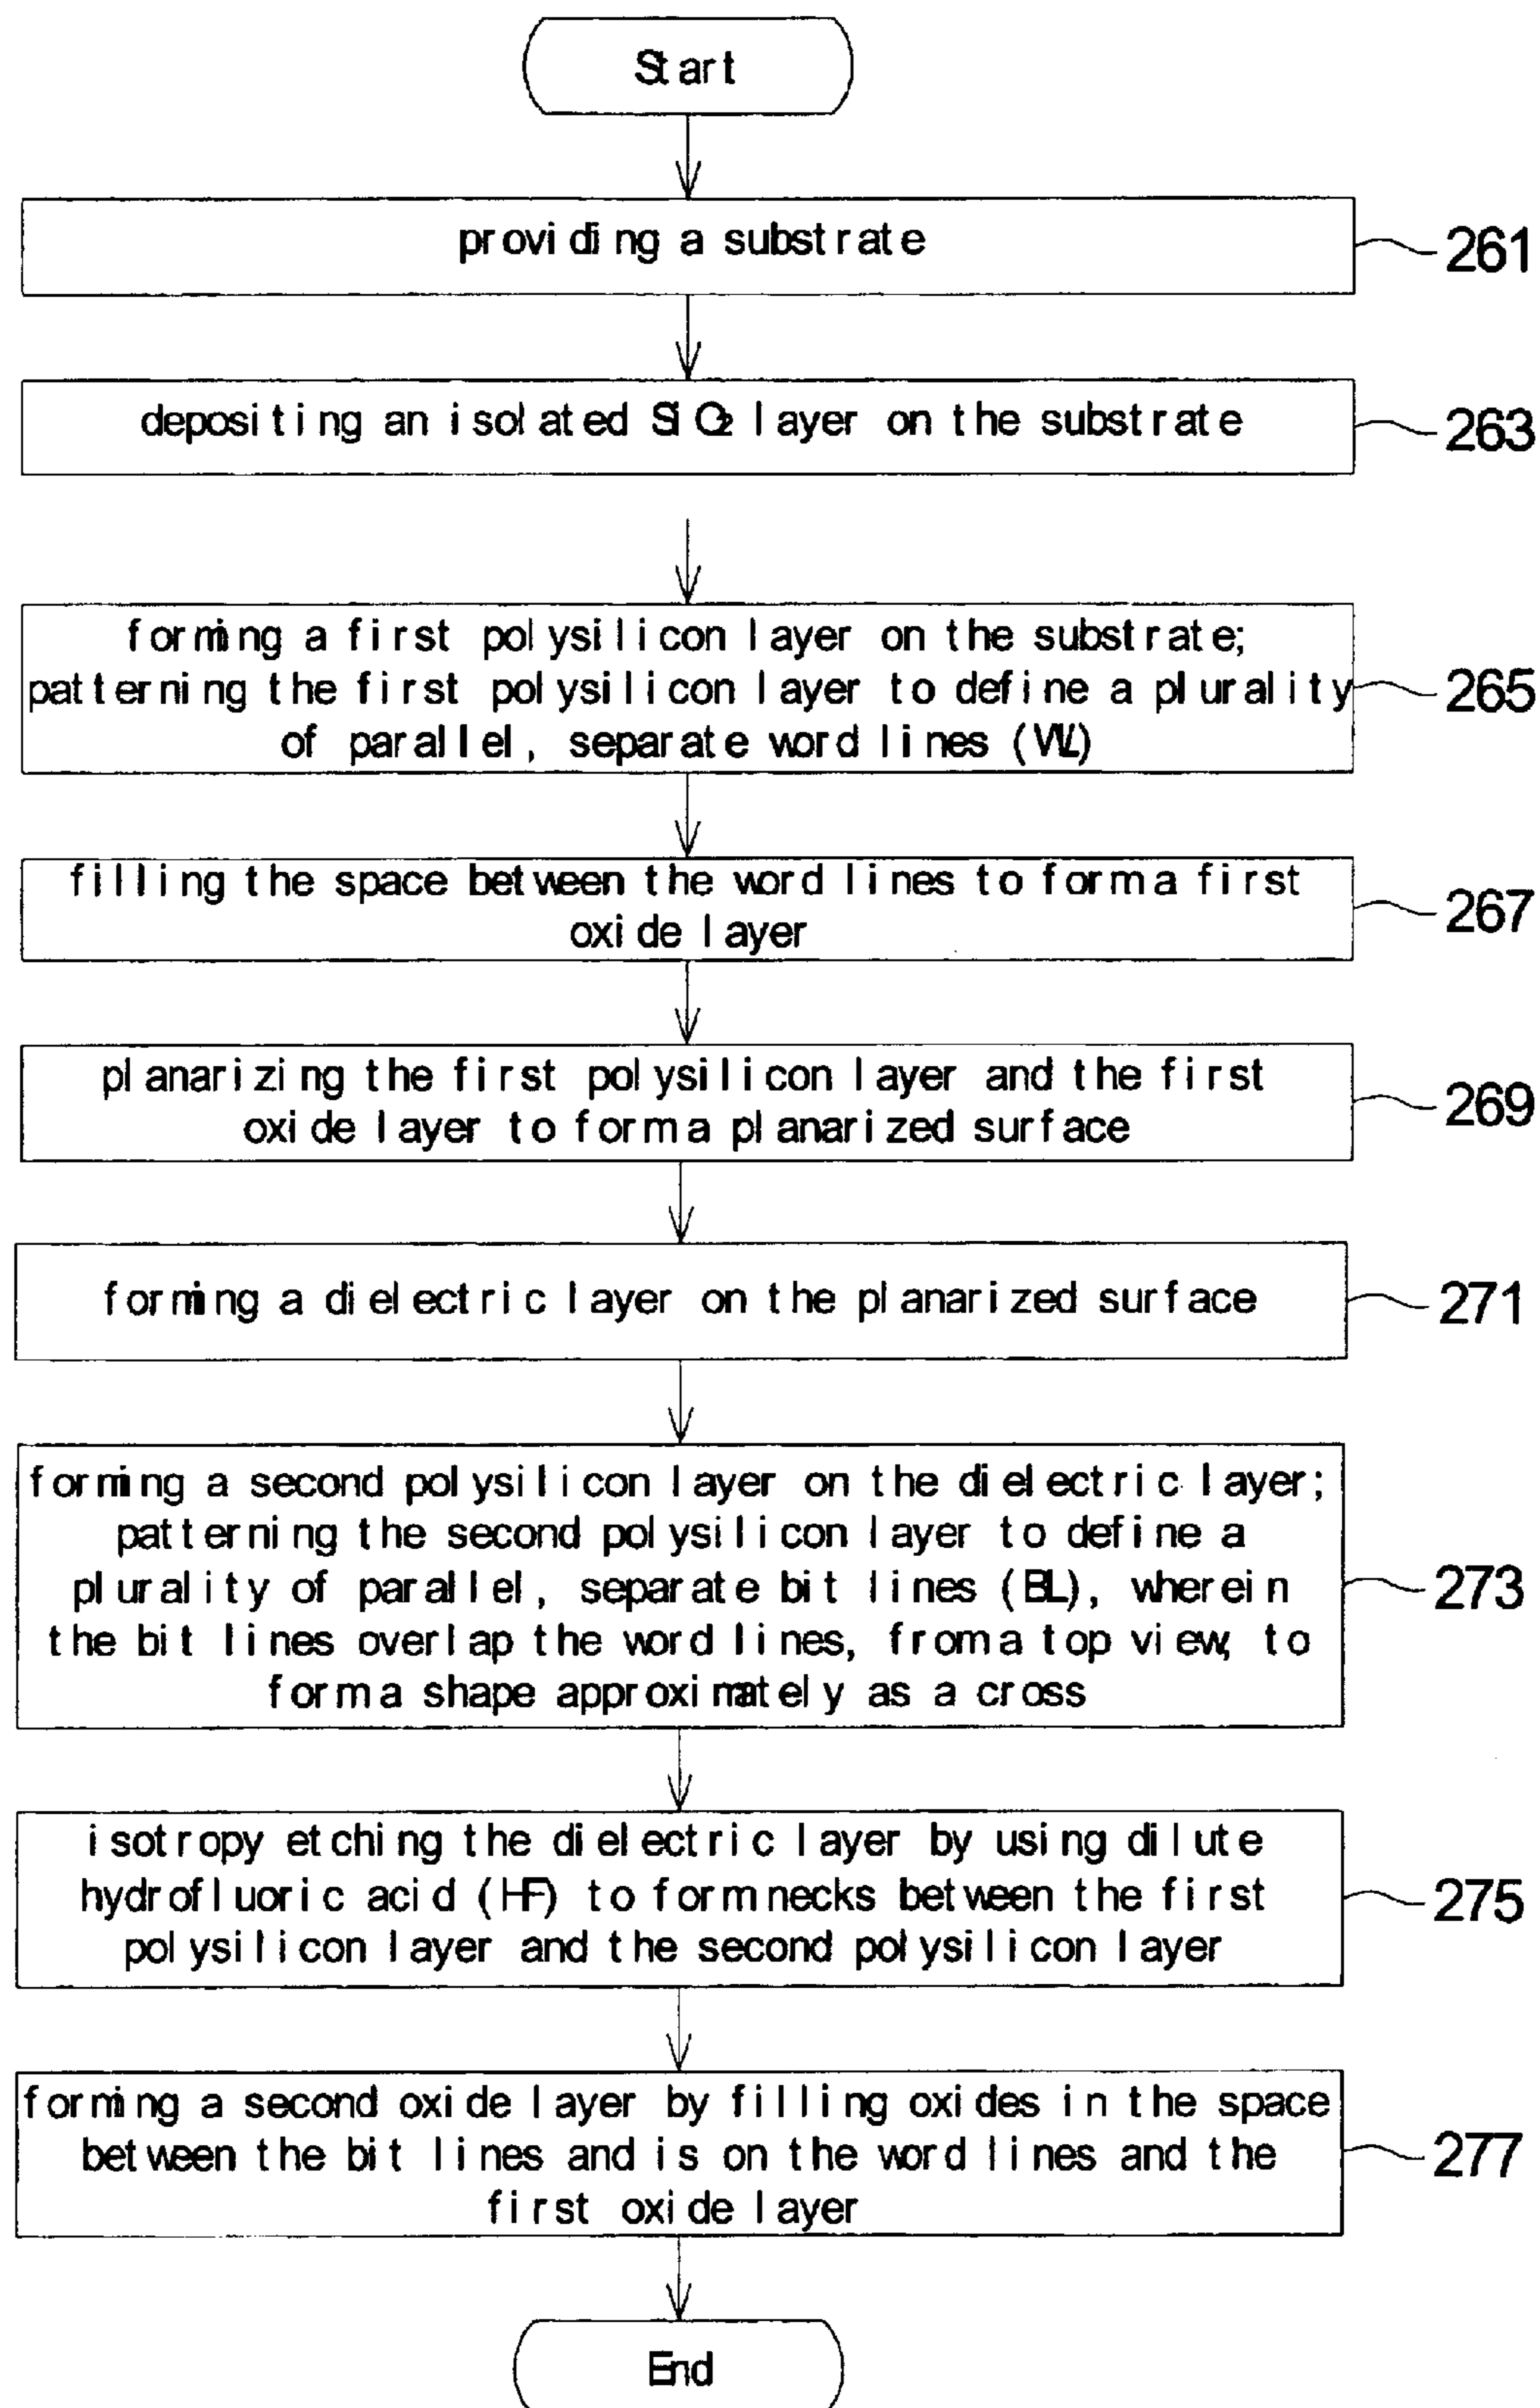 Start
providing a substrate
261
depositing an isolated SiO2 layer on the substrate
263
forming a first polysilicon layer on the substrate;
patterning the first polysilicon layer to define a plurality
of parallel, separate word lines (WL)
265
filling the space between the word lines to form a first
oxide layer
267
planarizing the first polysilicon layer and the first
oxide layer to form a planarized surface
269
forming a dielectric layer on the planarized surface
271
forming a second polysilicon layer on the dielectric layer;
patterning the second polysilicon layer to define a
plurality of parallel, separate bit lines (BL), wherein
the bit lines overlap the word lines, from a top view, to
form a shape approximately as a cross
273
isotropy etching the dielectric layer by using dilute
hydrofluoric acid (HF) to form necks between the first
polysilicon layer and the second polysilicon layer
275
forming a second oxide layer by filling oxides in the space
between the bit lines and is on the word lines and the
first oxide layer
277
End